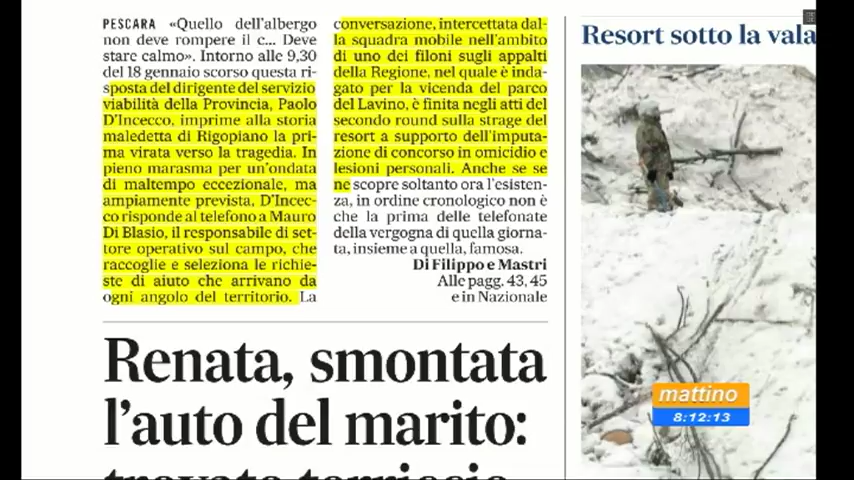 PESCARA «Quello dell'albergo
non deve rompere il c... Deve
stare calmo». Intorno alle 9,30
del 18 gennaio scorso questa ri-
sposta del dirigente del servizio
viabilità della Provincia, Paolo
D'Incecco, imprime alla storia
maledetta di Rigopiano la pri-
ma virata verso la tragedia. In
pieno marasma per un'ondata
di maltempo eccezionale, ma
ampiamente prevista, D'Incec-
co risponde al telefono a Mauro
Di Blasio, il responsabile di set-
tore operativo sul campo, che
raccoglie e seleziona le richie-
ste di aiuto che arrivano da
ogni angolo del territorio. La
conversazione, intercettata dal-
la squadra mobile nell'ambito
di uno dei filoni sugli appalti
della Regione, nel quale è inda-
gato per la vicenda del parco
del Lavino, è finita negli atti del
secondo round sulla strage del
resort a supporto dell'imputa-
zione di concorso in omicidio e
lesioni personali. Anche se se
ne scopre soltanto ora l'esisten-
za, in ordine cronologico non è
che la prima delle telefonate
della vergogna di quella giorna-
ta, insieme a quella, famosa.
Di Filippo e Mastri
Alle pagg. 43, 45
e in Nazionale
Resort sotto la vala
Renata, smontata
l'auto del marito:
trovato terriccio
mattino
8:12:13